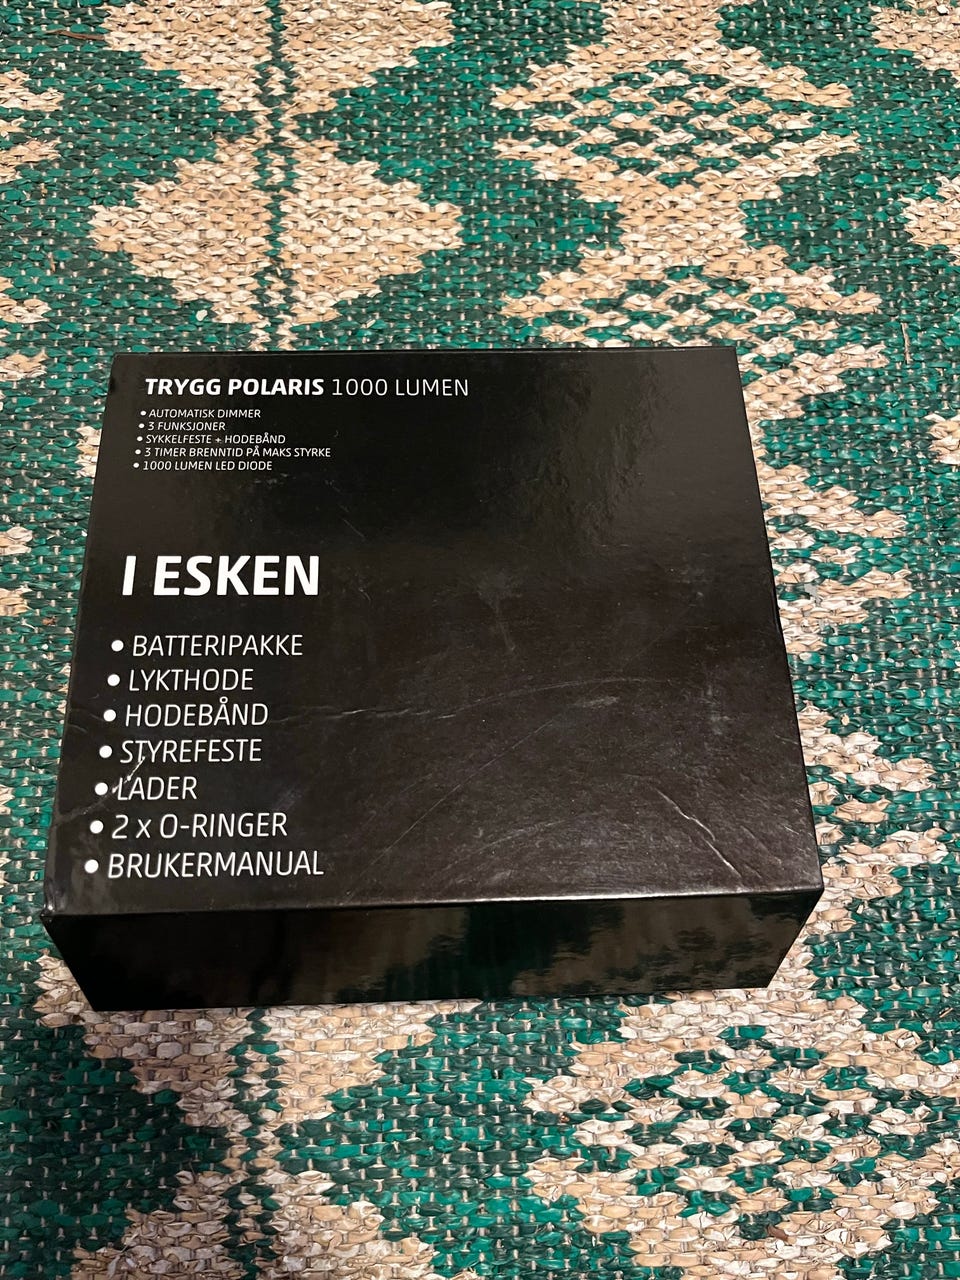 TRYGG POLARIS 1000 LUMEN
• AUTOMATISK DIMMER
• 3 FUNKSJONER
• SYKKELFESTE + HODEBÅND
• 3 TIMER BRENNTID PÅ MAKS STYRKE
• 1000 LUMEN LED DIODE
I ESKEN
• BATTERIPAKKE
• LYKTHODE
• HODEBÅND
• STYREFESTE
• LADER
• 2 x O-RINGER
• BRUKERMANUAL